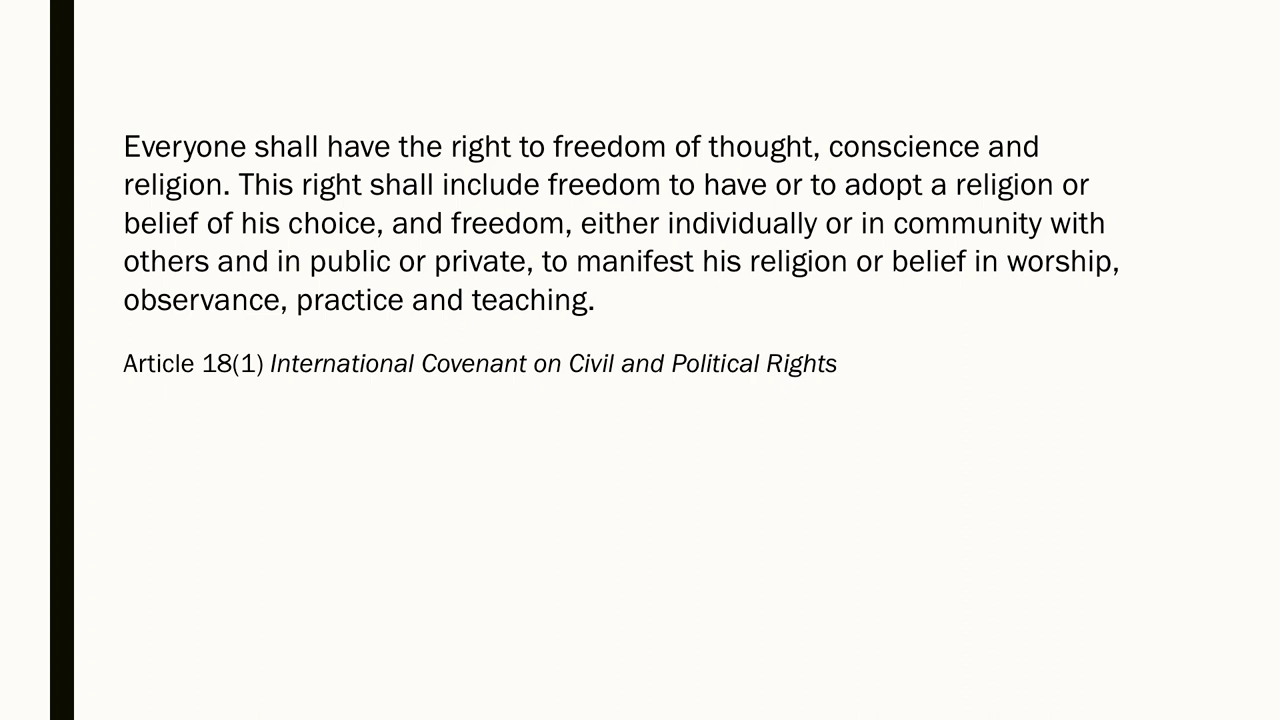 Everyone shall have the right to freedom of thought, conscience and
religion. This right shall include freedom to have or to adopt a religion or
belief of his choice, and freedom, either individually or in community with
others and in public or private, to manifest his religion or belief in worship,
observance, practice and teaching.
Article 18(1) International Covenant on Civil and Political Rights